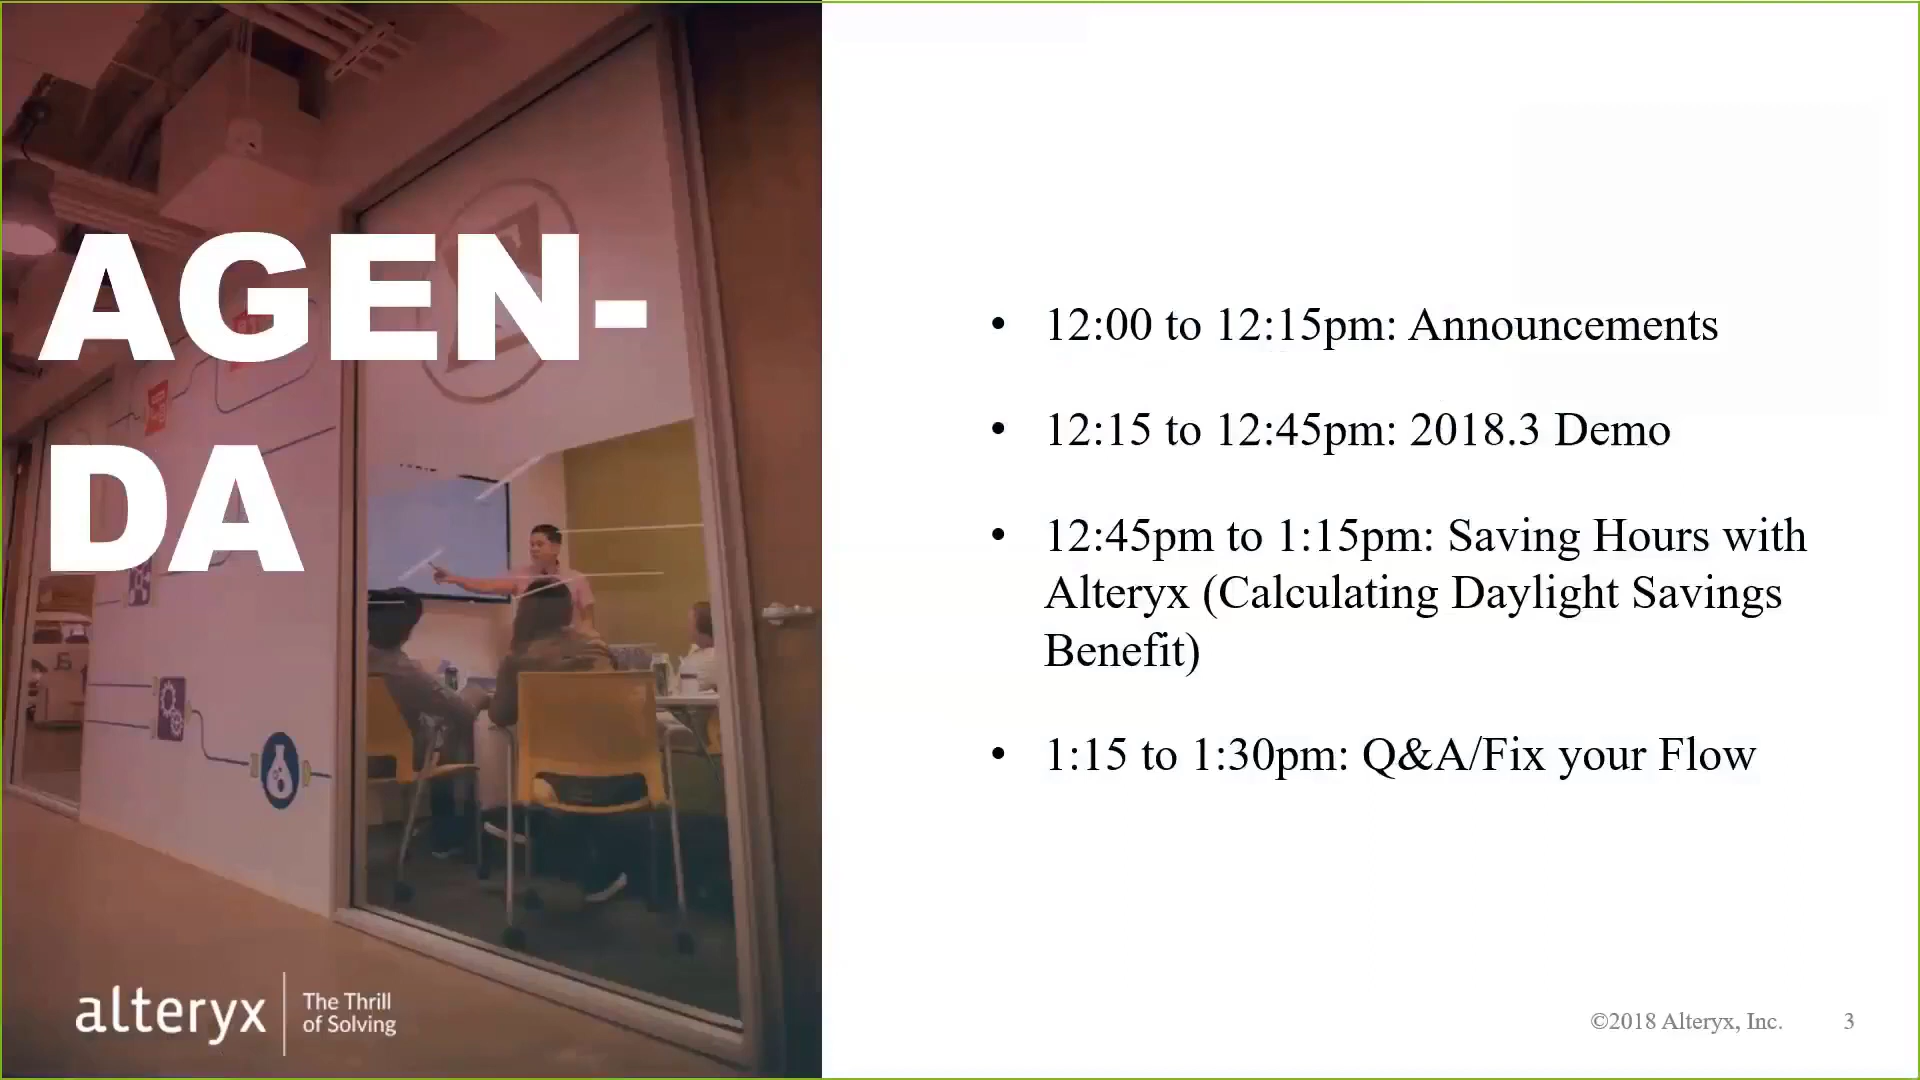 AGEN-
DA
• 12:00 to 12:15pm: Announcements
• 12:15 to 12:45pm: 2018.3 Demo
• 12:45pm to 1:15pm: Saving Hours with
Alteryx (Calculating Daylight Savings
Benefit)
• 1:15 to 1:30pm: Q&A/Fix your Flow
alteryx
The Thrill
of Solving
©2018 Alteryx, Inc.
3